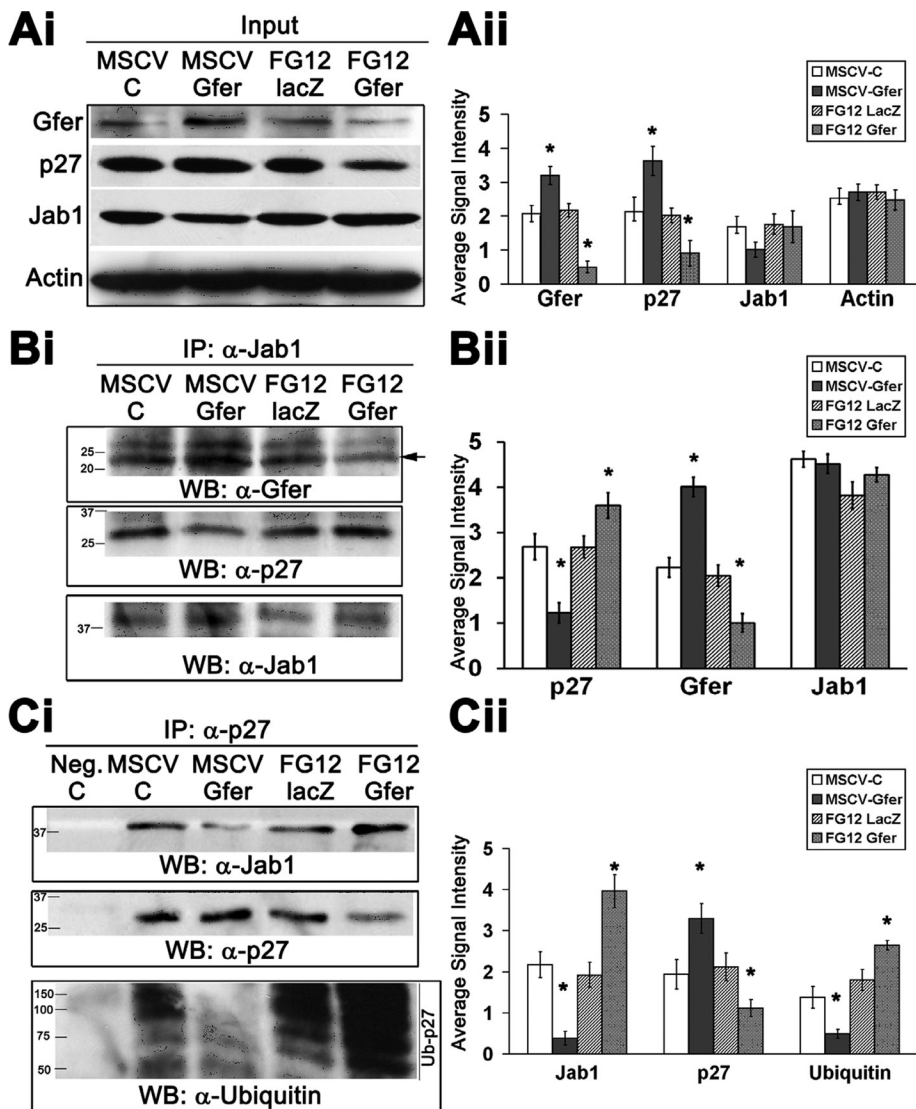 Ai
Input
MSCV MSCV FG12 FG12
C Gfer lacZ Gfer
Gfer
p27
Jab1
Actin
Aii
MSCV-C
MSCV-Gfer
FG12 LacZ
FG12 Gfer
Average Signal Intensity
5
4
3
2
1
0
* * * *
Gfer p27 Jab1 Actin
Bi
IP: α-Jab1
MSCV MSCV FG12 FG12
C Gfer lacZ Gfer
25
20
WB: α-Gfer
37
25
WB: α-p27
37
WB: α-Jab1
Bii
MSCV-C
MSCV-Gfer
FG12 LacZ
FG12 Gfer
Average Signal Intensity
5
4
3
2
1
0
* * * *
p27 Gfer Jab1
Ci
IP: α-p27
Neg. MSCV MSCV FG12 FG12
C C Gfer lacZ Gfer
37
WB: α-Jab1
37
25
WB: α-p27
150
100
75
50
Ub-p27
WB: α-Ubiquitin
Cii
MSCV-C
MSCV-Gfer
FG12 LacZ
FG12 Gfer
Average Signal Intensity
5
4
3
2
1
0
* * * * * *
Jab1 p27 Ubiquitin